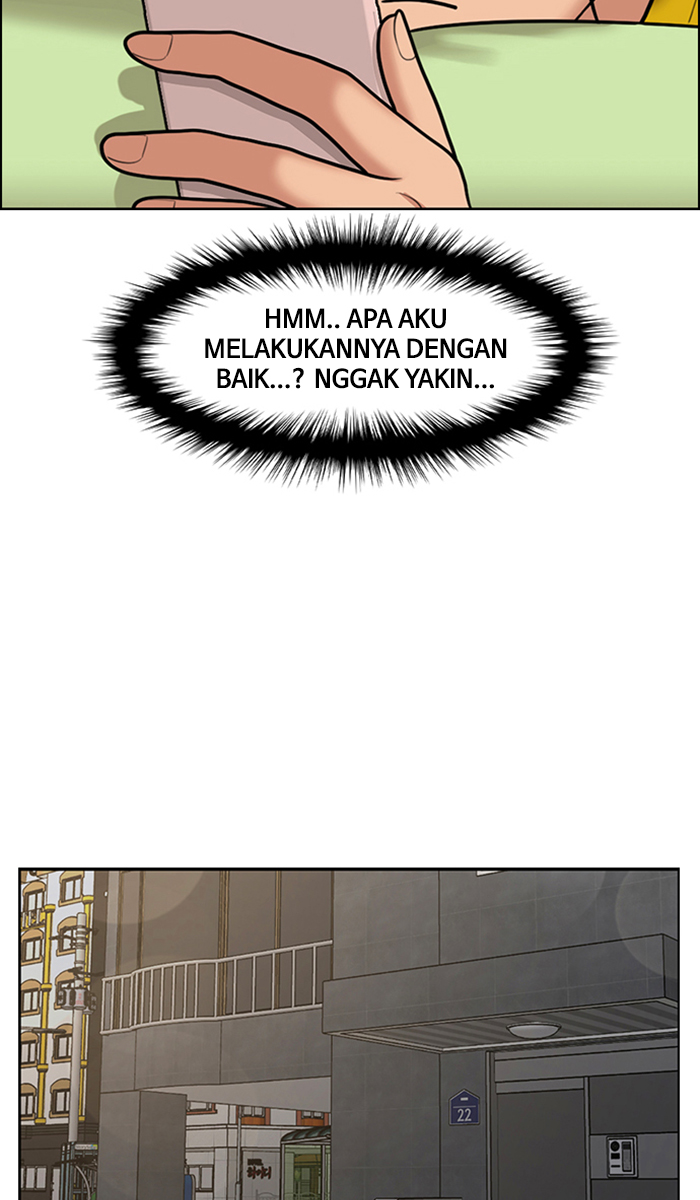 HMM.. APA AKU
MELAKUKANNYA DENGAN
BAIK...? NGGAK YAKIN...
22